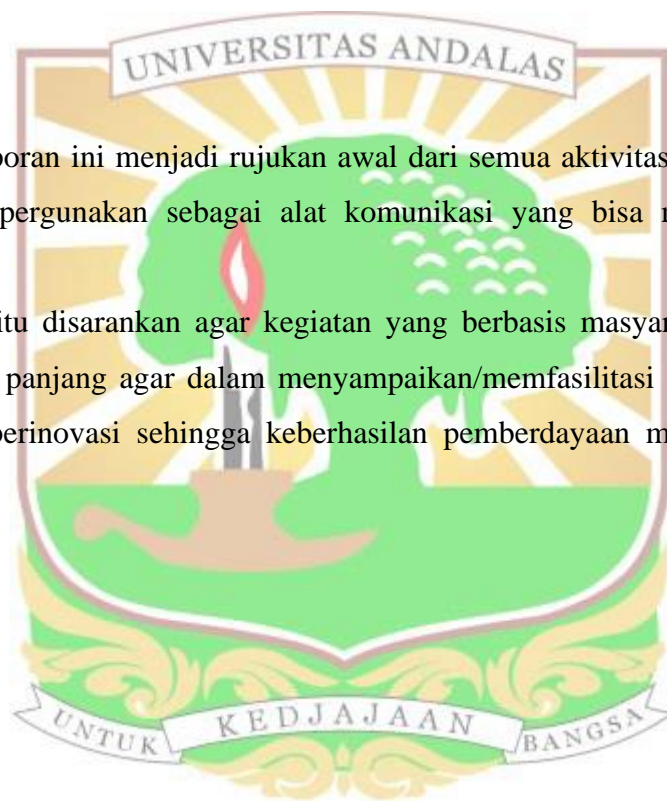 UNIVERSITAS ANDALAS
poran ini menjadi rujukan awal dari semua aktivitas
pergunakan sebagai alat komunikasi yang bisa
itu disarankan agar kegiatan yang berbasis masyar
panjang agar dalam menyampaikan/memfasilitasi
berinovasi sehingga keberhasilan pemberdayaan m
UNTUK KEDJAJAAN BANGSA